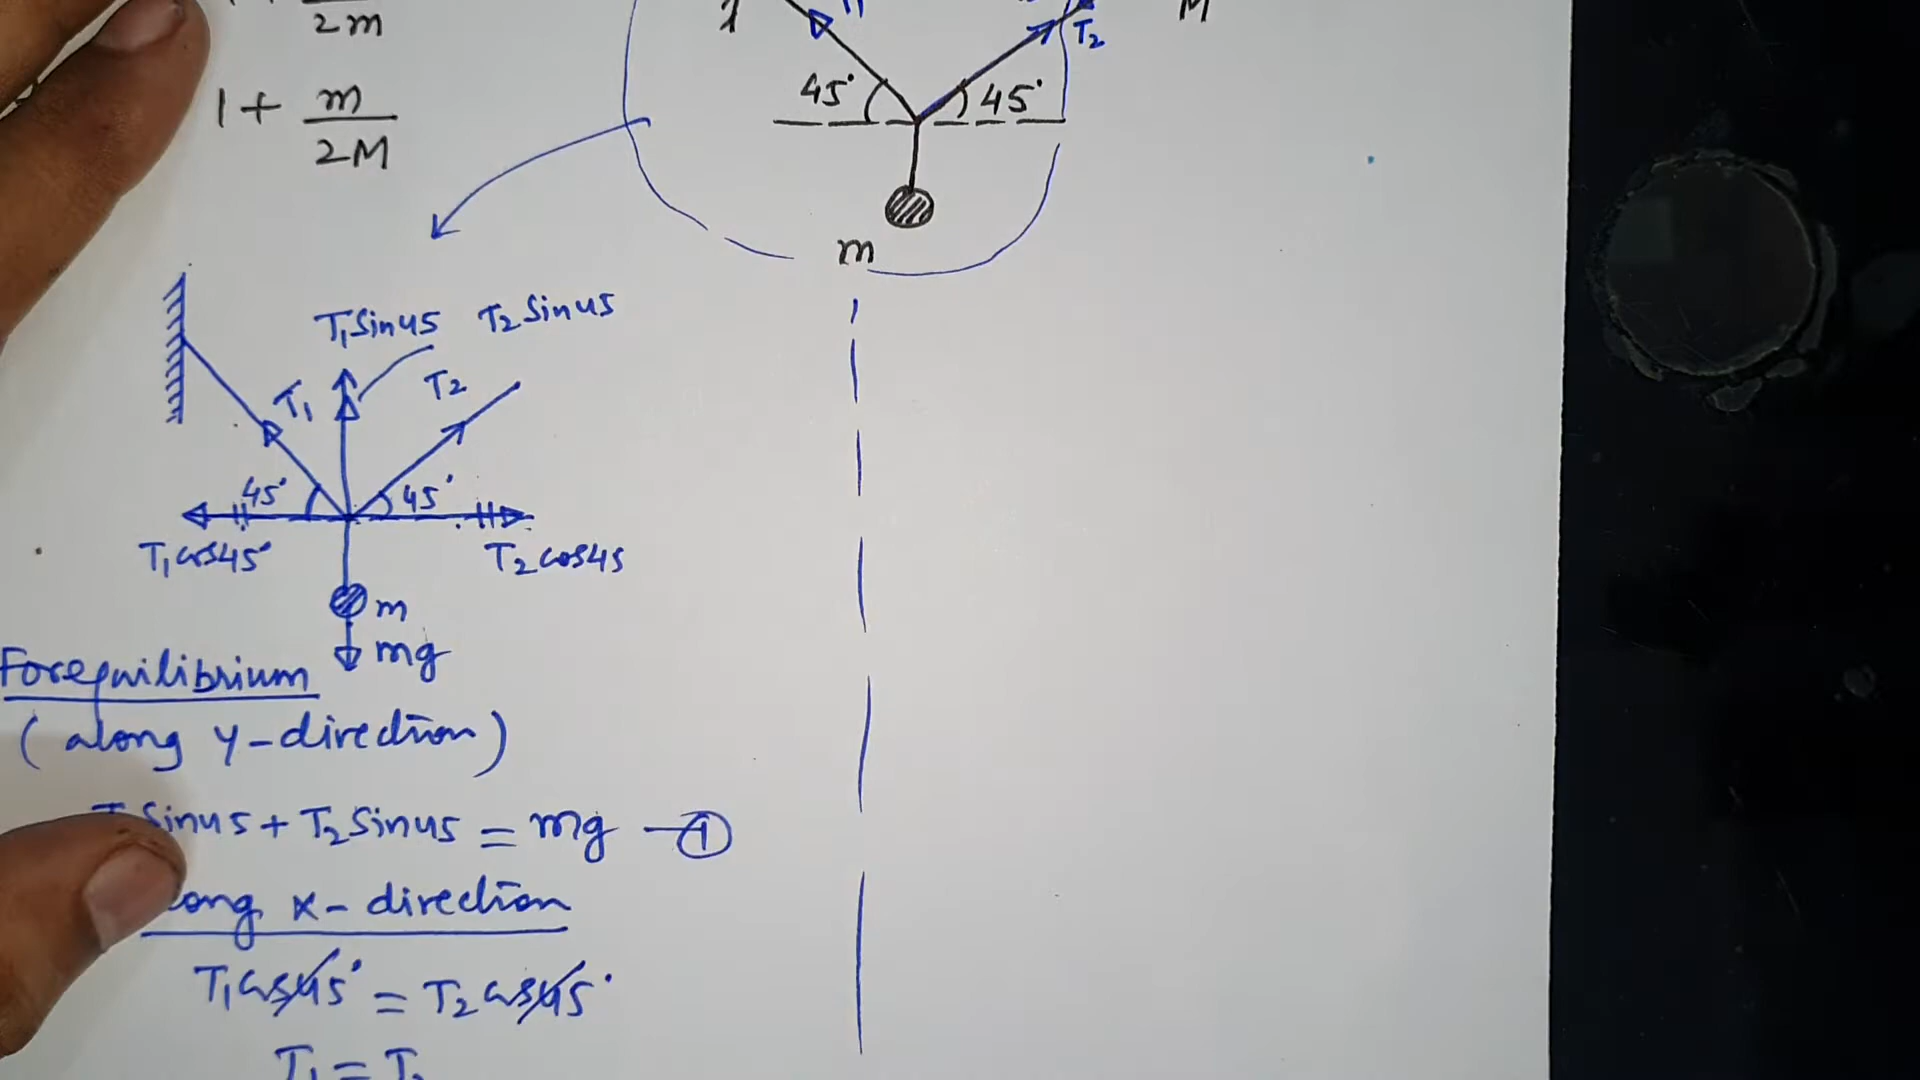 2m
1 + m/2M
T2
M
45° 45°
m
T1 Sin45 T2 Sin45
T1 T2
45° 45°
T1 cos45° T2 cos45
m
mg
For equilibrium
(along y-direction)
Sin45 + T2 Sin45 = mg — ①
x-direction
T1 cos45° = T2 cos45°
T1 =